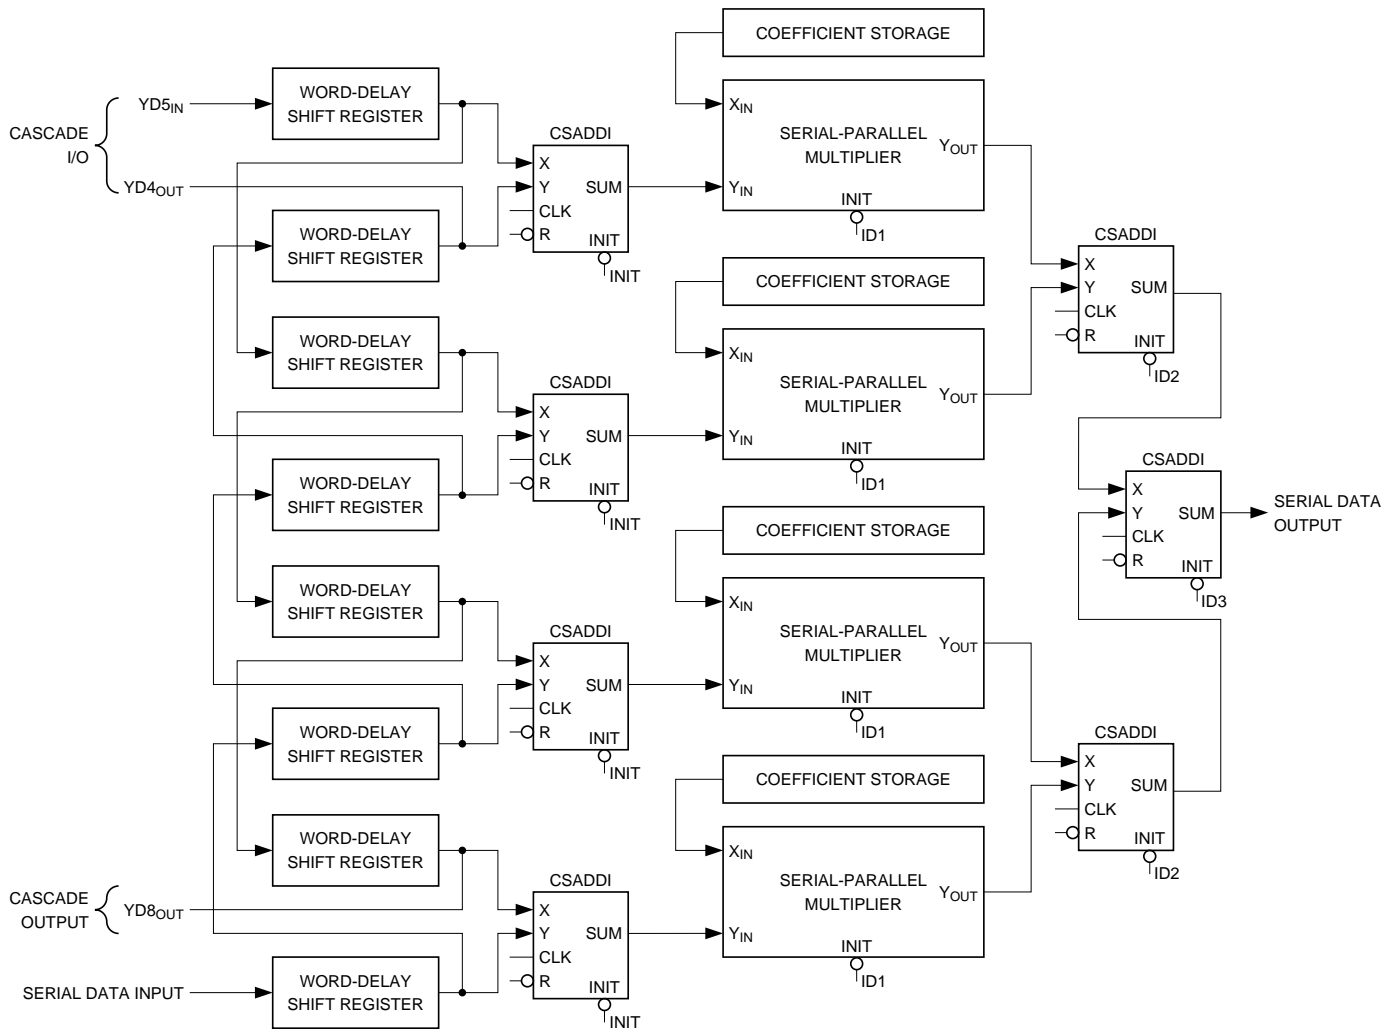 COEFFICIENT STORAGE
WORD-DELAY
SHIFT REGISTER
YD5IN
CASCADE
I/O
YD4OUT
XIN
SERIAL-PARALLEL
MULTIPLIER
YOUT
YIN
INIT
ID1
CSADDI
X
Y
SUM
CLK
R
INIT
INIT
WORD-DELAY
SHIFT REGISTER
CSADDI
X
Y
SUM
CLK
R
INIT
ID2
COEFFICIENT STORAGE
WORD-DELAY
SHIFT REGISTER
XIN
SERIAL-PARALLEL
MULTIPLIER
YOUT
YIN
INIT
ID1
CSADDI
X
Y
SUM
CLK
R
INIT
INIT
WORD-DELAY
SHIFT REGISTER
CSADDI
X
Y
SUM
CLK
R
INIT
ID3
SERIAL DATA
OUTPUT
COEFFICIENT STORAGE
WORD-DELAY
SHIFT REGISTER
XIN
SERIAL-PARALLEL
MULTIPLIER
YOUT
YIN
INIT
ID1
CSADDI
X
Y
SUM
CLK
R
INIT
INIT
WORD-DELAY
SHIFT REGISTER
CSADDI
X
Y
SUM
CLK
R
INIT
ID2
COEFFICIENT STORAGE
WORD-DELAY
SHIFT REGISTER
XIN
SERIAL-PARALLEL
MULTIPLIER
YOUT
YIN
INIT
ID1
CSADDI
X
Y
SUM
CLK
R
INIT
INIT
CASCADE
OUTPUT
YD8OUT
SERIAL DATA INPUT
WORD-DELAY
SHIFT REGISTER